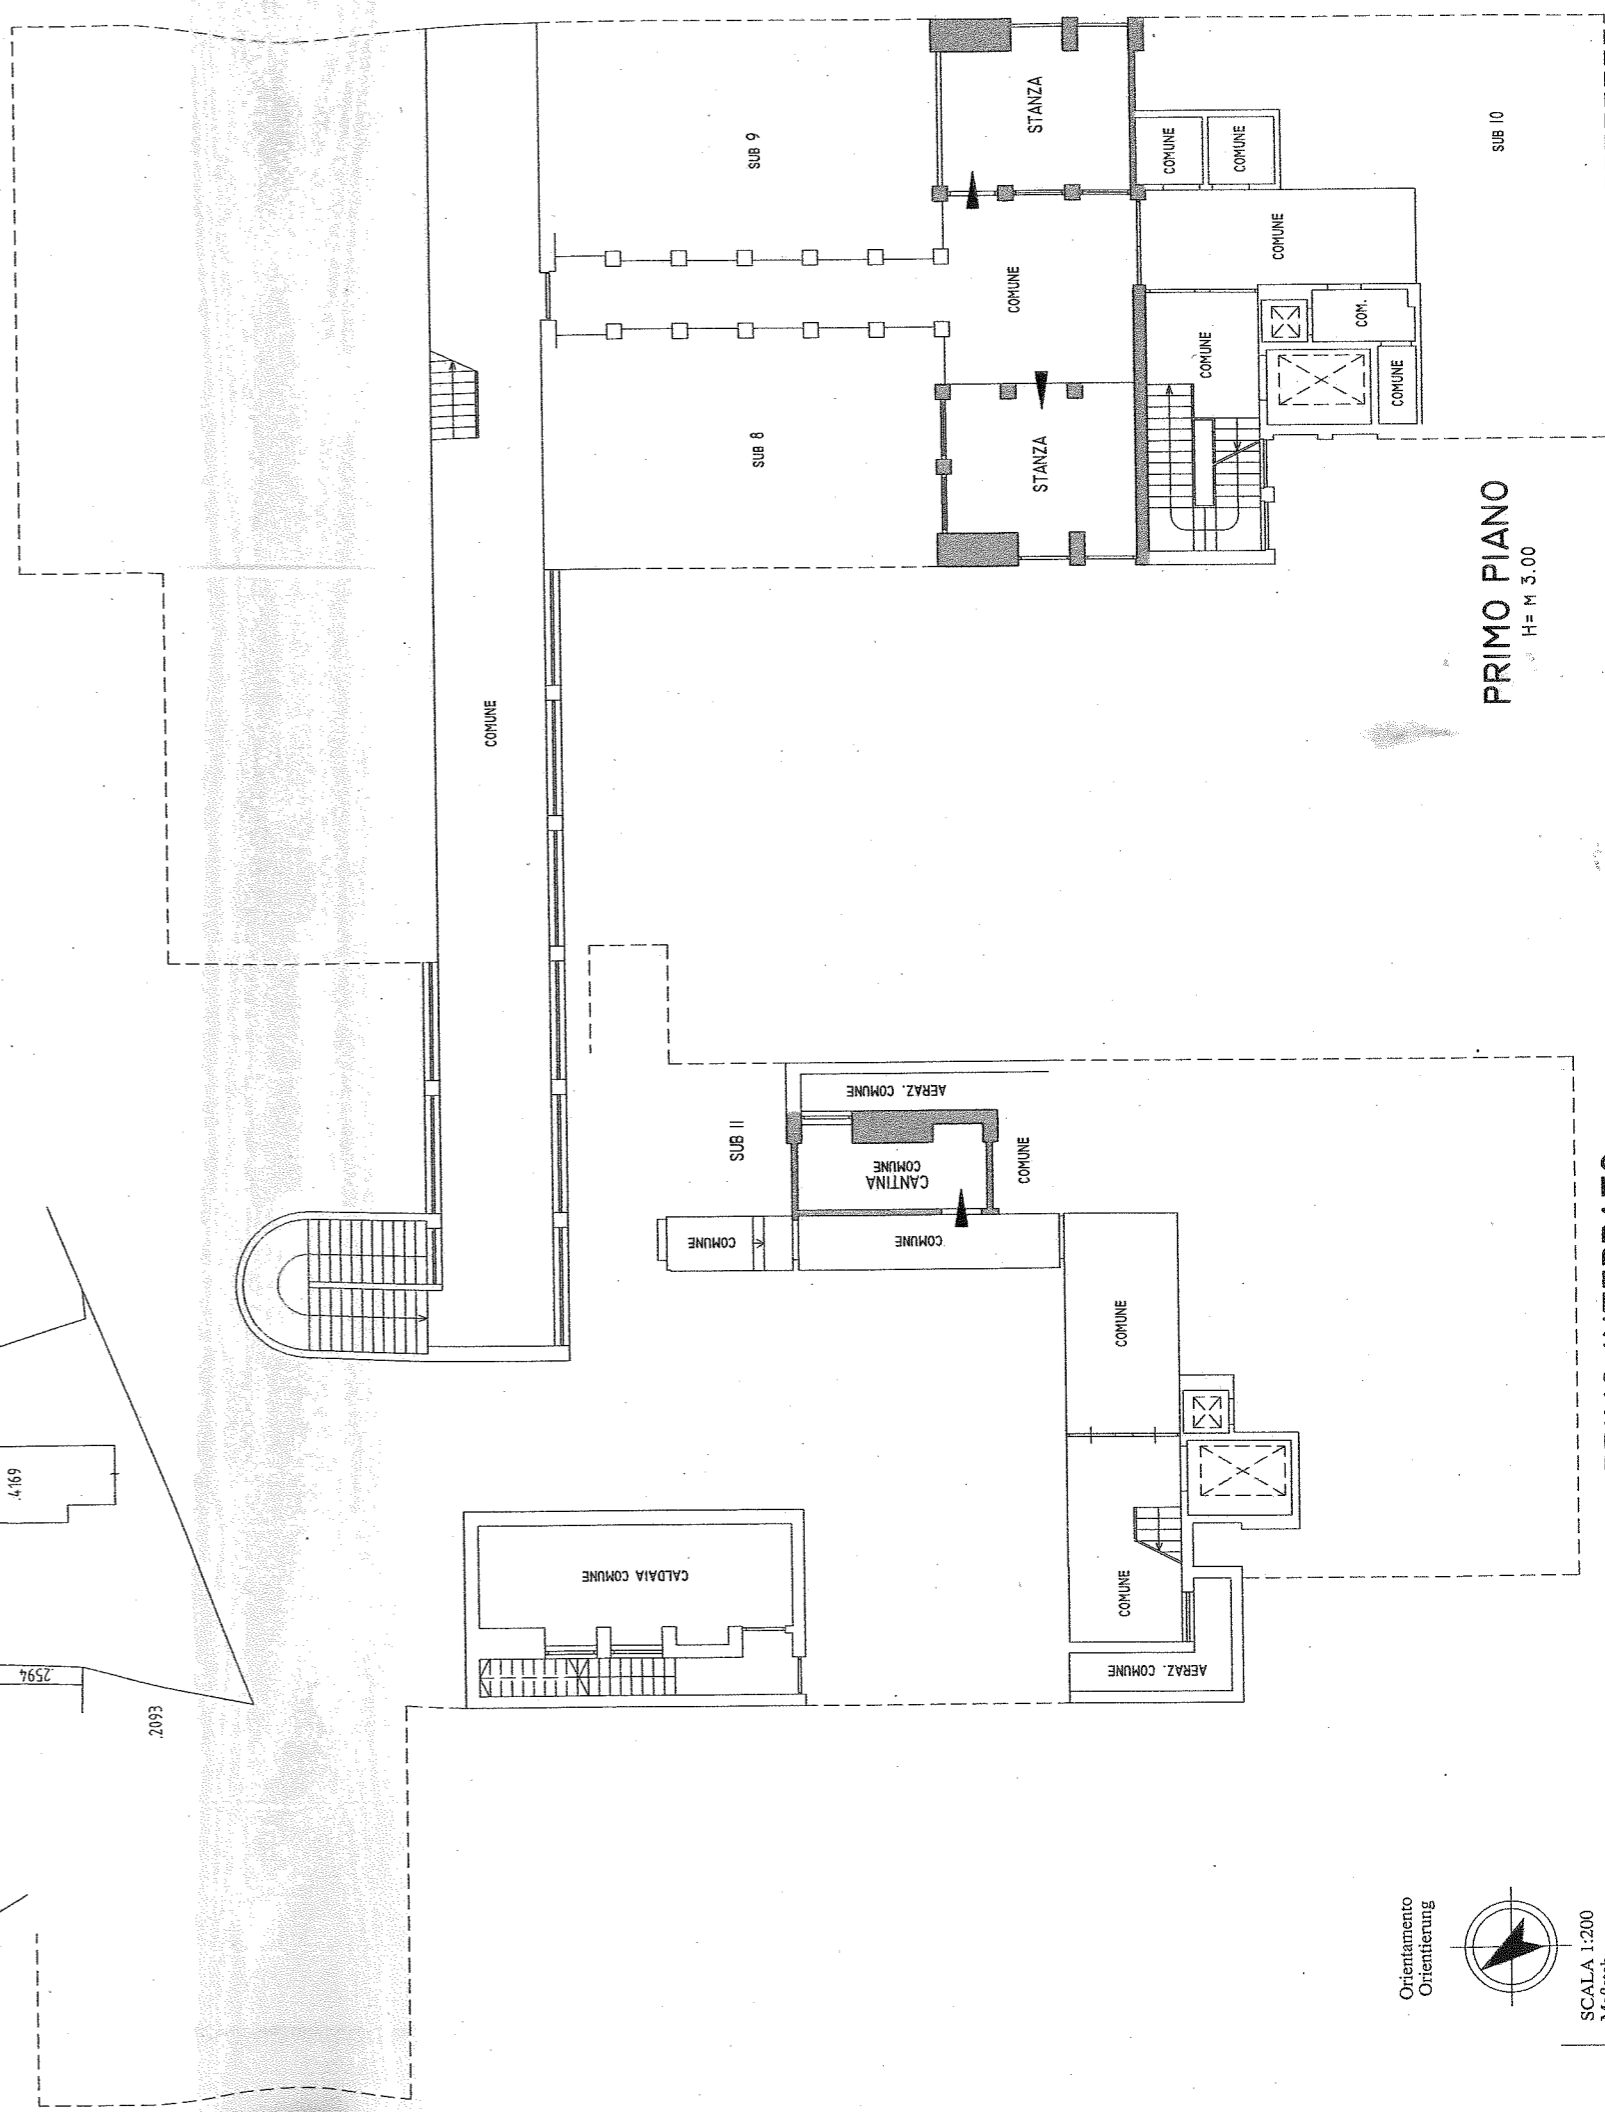 SUB 9
STANZA
COMUNE
COMUNE
SUB 10
COMUNE
COMUNE
COMUNE
COM.
COMUNE
SUB 8
STANZA
PRIMO PIANO
H= M 3.00
COMUNE
SUB 11
AERAZ. COMUNE
CANTINA
COMUNE
COMUNE
COMUNE
COMUNE
COMUNE
CALDAIA COMUNE
COMUNE
AERAZ. COMUNE
.4169
.2594
.2093
Orientamento
Orientierung
SCALA 1:200